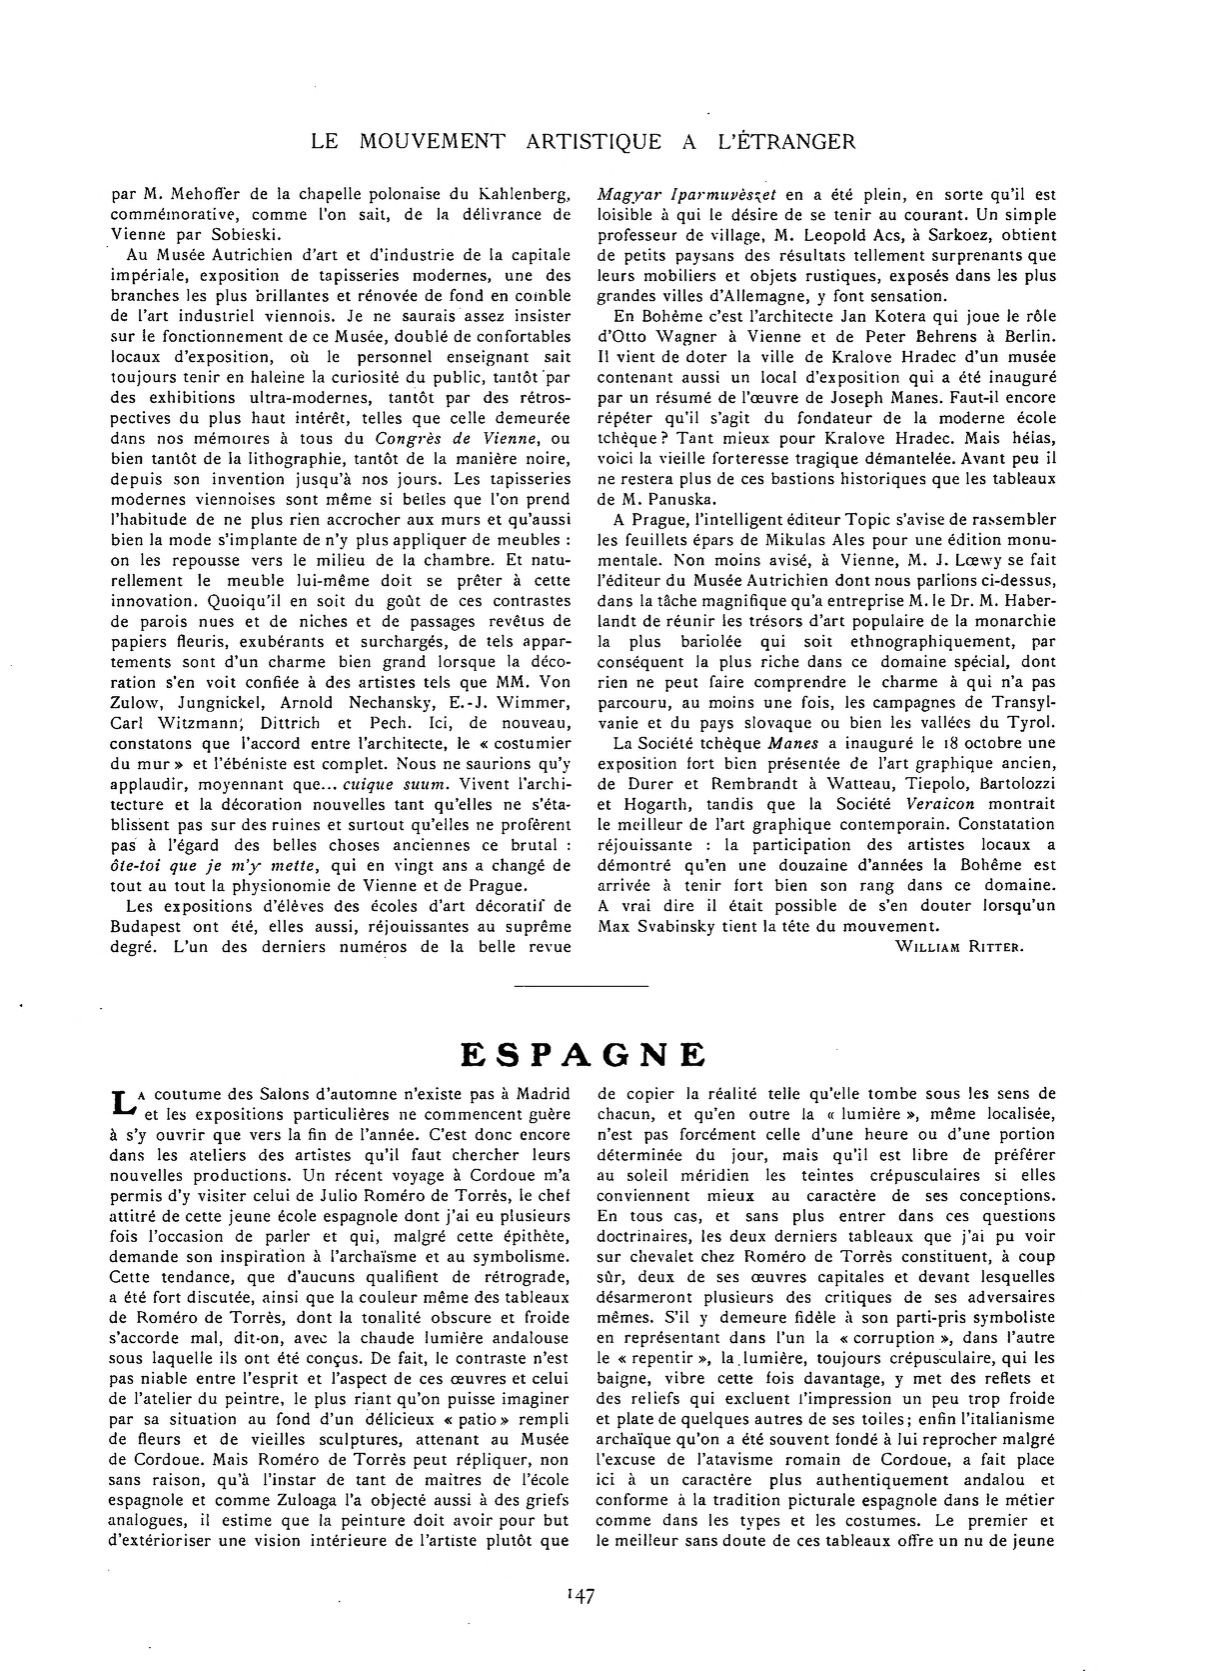 LE MOUVEMENT ARTISTIQUE A L'ÉTRANGER
par M. Mehoffer de la chapelle polonaise du Kahlenberg,
commémorative, comme l'on sait, de la délivrance de
Vienne par Sobieski.
Au Musée Autrichien d'art et d'industrie de la capitale
impériale, exposition de tapisseries modernes, une des
branches les plus brillantes et rénovée de fond en comble
de l'art industriel viennois. Je ne saurais assez insister
sur le fonctionnement de ce Musée, doublé de confortables
locaux d'exposition, où le personnel enseignant sait
toujours tenir en haleine la curiosité du public, tantôt par
des exhibitions ultra-modernes, tantôt par des rétros-
pectives du plus haut intérêt, telles que celle demeurée
dans nos mémoires à tous du Congrès de Vienne, ou
bien tantôt de la lithographie, tantôt de la manière noire,
depuis son invention jusqu'à nos jours. Les tapisseries
modernes viennoises sont même si belles que l'on prend
l'habitude de ne plus rien accrocher aux murs et qu'aussi
bien la mode s'implante de n'y plus appliquer de meubles :
on les repousse vers le milieu de la chambre. Et natu-
rellement le meuble lui-même doit se prêter à cette
innovation. Quoiqu'il en soit du goût de ces contrastes
de parois nues et de niches et de passages revêtus de
papiers fleuris, exubérants et surchargés, de tels appar-
tements sont d'un charme bien grand lorsque la déco-
ration s'en voit confiée à des artistes tels que MM. Von
Zulow, Jungnickel, Arnold Nechansky, E.-J. Wimmer,
Carl Witzmann, Dittrich et Pech. Ici, de nouveau,
constatons que l'accord entre l'architecte, le « costumier
du mur » et l'ébéniste est complet. Nous ne saurions qu'y
applaudir, moyennant que... cuique suum. Vivent l'archi-
tecture et la décoration nouvelles tant qu'elles ne s'éta-
blissent pas sur des ruines et surtout qu'elles ne profèrent
pas à l'égard des belles choses anciennes ce brutal :
ôte-toi que je m'y mette, qui en vingt ans a changé de
tout au tout la physionomie de Vienne et de Prague.
Les expositions d'élèves des écoles d'art décoratif de
Budapest ont été, elles aussi, réjouissantes au suprême
degré. L'un des derniers numéros de la belle revue
Magyar Iparmuvèszet en a été plein, en sorte qu'il est
loisible à qui le désire de se tenir au courant. Un simple
professeur de village, M. Leopold Acs, à Sarkoez, obtient
de petits paysans des résultats tellement surprenants que
leurs mobiliers et objets rustiques, exposés dans les plus
grandes villes d'Allemagne, y font sensation.
En Bohême c'est l'architecte Jan Kotera qui joue le rôle
d'Otto Wagner à Vienne et de Peter Behrens à Berlin.
Il vient de doter la ville de Kralove Hradec d'un musée
contenant aussi un local d'exposition qui a été inauguré
par un résumé de l'œuvre de Joseph Manes. Faut-il encore
répéter qu'il s'agit du fondateur de la moderne école
tchèque ? Tant mieux pour Kralove Hradec. Mais hélas,
voici la vieille forteresse tragique démantelée. Avant peu il
ne restera plus de ces bastions historiques que les tableaux
de M. Panuska.
A Prague, l'intelligent éditeur Topic s'avise de rassembler
les feuillets épars de Mikulas Ales pour une édition monu-
mentale. Non moins avisé, à Vienne, M. J. Lœwy se fait
l'éditeur du Musée Autrichien dont nous parlions ci-dessus,
dans la tâche magnifique qu'a entreprise M. le Dr. M. Haber-
landt de réunir les trésors d'art populaire de la monarchie
la plus bariolée qui soit ethnographiquement, par
conséquent la plus riche dans ce domaine spécial, dont
rien ne peut faire comprendre le charme à qui n'a pas
parcouru, au moins une fois, les campagnes de Transyl-
vanie et du pays slovaque ou bien les vallées du Tyrol.
La Société tchèque Manes a inauguré le 18 octobre une
exposition fort bien présentée de l'art graphique ancien,
de Durer et Rembrandt à Watteau, Tiepolo, Bartolozzi
et Hogarth, tandis que la Société Veraicon montrait
le meilleur de l'art graphique contemporain. Constatation
réjouissante : la participation des artistes locaux a
démontré qu'en une douzaine d'années la Bohême est
arrivée à tenir fort bien son rang dans ce domaine.
A vrai dire il était possible de s'en douter lorsqu'un
Max Svabinsky tient la tête du mouvement.
WILLIAM RITTER.
ESPAGNE
LA coutume des Salons d'automne n'existe pas à Madrid
et les expositions particulières ne commencent guère
à s'y ouvrir que vers la fin de l'année. C'est donc encore
dans les ateliers des artistes qu'il faut chercher leurs
nouvelles productions. Un récent voyage à Cordoue m'a
permis d'y visiter celui de Julio Roméro de Torrès, le chef
attitré de cette jeune école espagnole dont j'ai eu plusieurs
fois l'occasion de parler et qui, malgré cette épithète,
demande son inspiration à l'archaïsme et au symbolisme.
Cette tendance, que d'aucuns qualifient de rétrograde,
a été fort discutée, ainsi que la couleur même des tableaux
de Roméro de Torrès, dont la tonalité obscure et froide
s'accorde mal, dit-on, avec la chaude lumière andalouse
sous laquelle ils ont été conçus. De fait, le contraste n'est
pas niable entre l'esprit et l'aspect de ces œuvres et celui
de l'atelier du peintre, le plus riant qu'on puisse imaginer
par sa situation au fond d'un délicieux « patio » rempli
de fleurs et de vieilles sculptures, attenant au Musée
de Cordoue. Mais Roméro de Torrès peut répliquer, non
sans raison, qu'à l'instar de tant de maitres de l'école
espagnole et comme Zuloaga l'a objecté aussi à des griefs
analogues, il estime que la peinture doit avoir pour but
d'extérioriser une vision intérieure de l'artiste plutôt que
de copier la réalité telle qu'elle tombe sous les sens de
chacun, et qu'en outre la « lumière », même localisée,
n'est pas forcément celle d'une heure ou d'une portion
déterminée du jour, mais qu'il est libre de préférer
au soleil méridien les teintes crépusculaires si elles
conviennent mieux au caractère de ses conceptions.
En tous cas, et sans plus entrer dans ces questions
doctrinaires, les deux derniers tableaux que j'ai pu voir
sur chevalet chez Roméro de Torrès constituent, à coup
sûr, deux de ses œuvres capitales et devant lesquelles
désarmeront plusieurs des critiques de ses adversaires
mêmes. S'il y demeure fidèle à son parti-pris symboliste
en représentant dans l'un la « corruption », dans l'autre
le « repentir », la lumière, toujours crépusculaire, qui les
baigne, vibre cette fois davantage, y met des reflets et
des reliefs qui excluent l'impression un peu trop froide
et plate de quelques autres de ses toiles ; enfin l'italianisme
archaïque qu'on a été souvent fondé à lui reprocher malgré
l'excuse de l'atavisme romain de Cordoue, a fait place
ici à un caractère plus authentiquement andalou et
conforme à la tradition picturale espagnole dans le métier
comme dans les types et les costumes. Le premier et
le meilleur sans doute de ces tableaux offre un nu de jeune
147